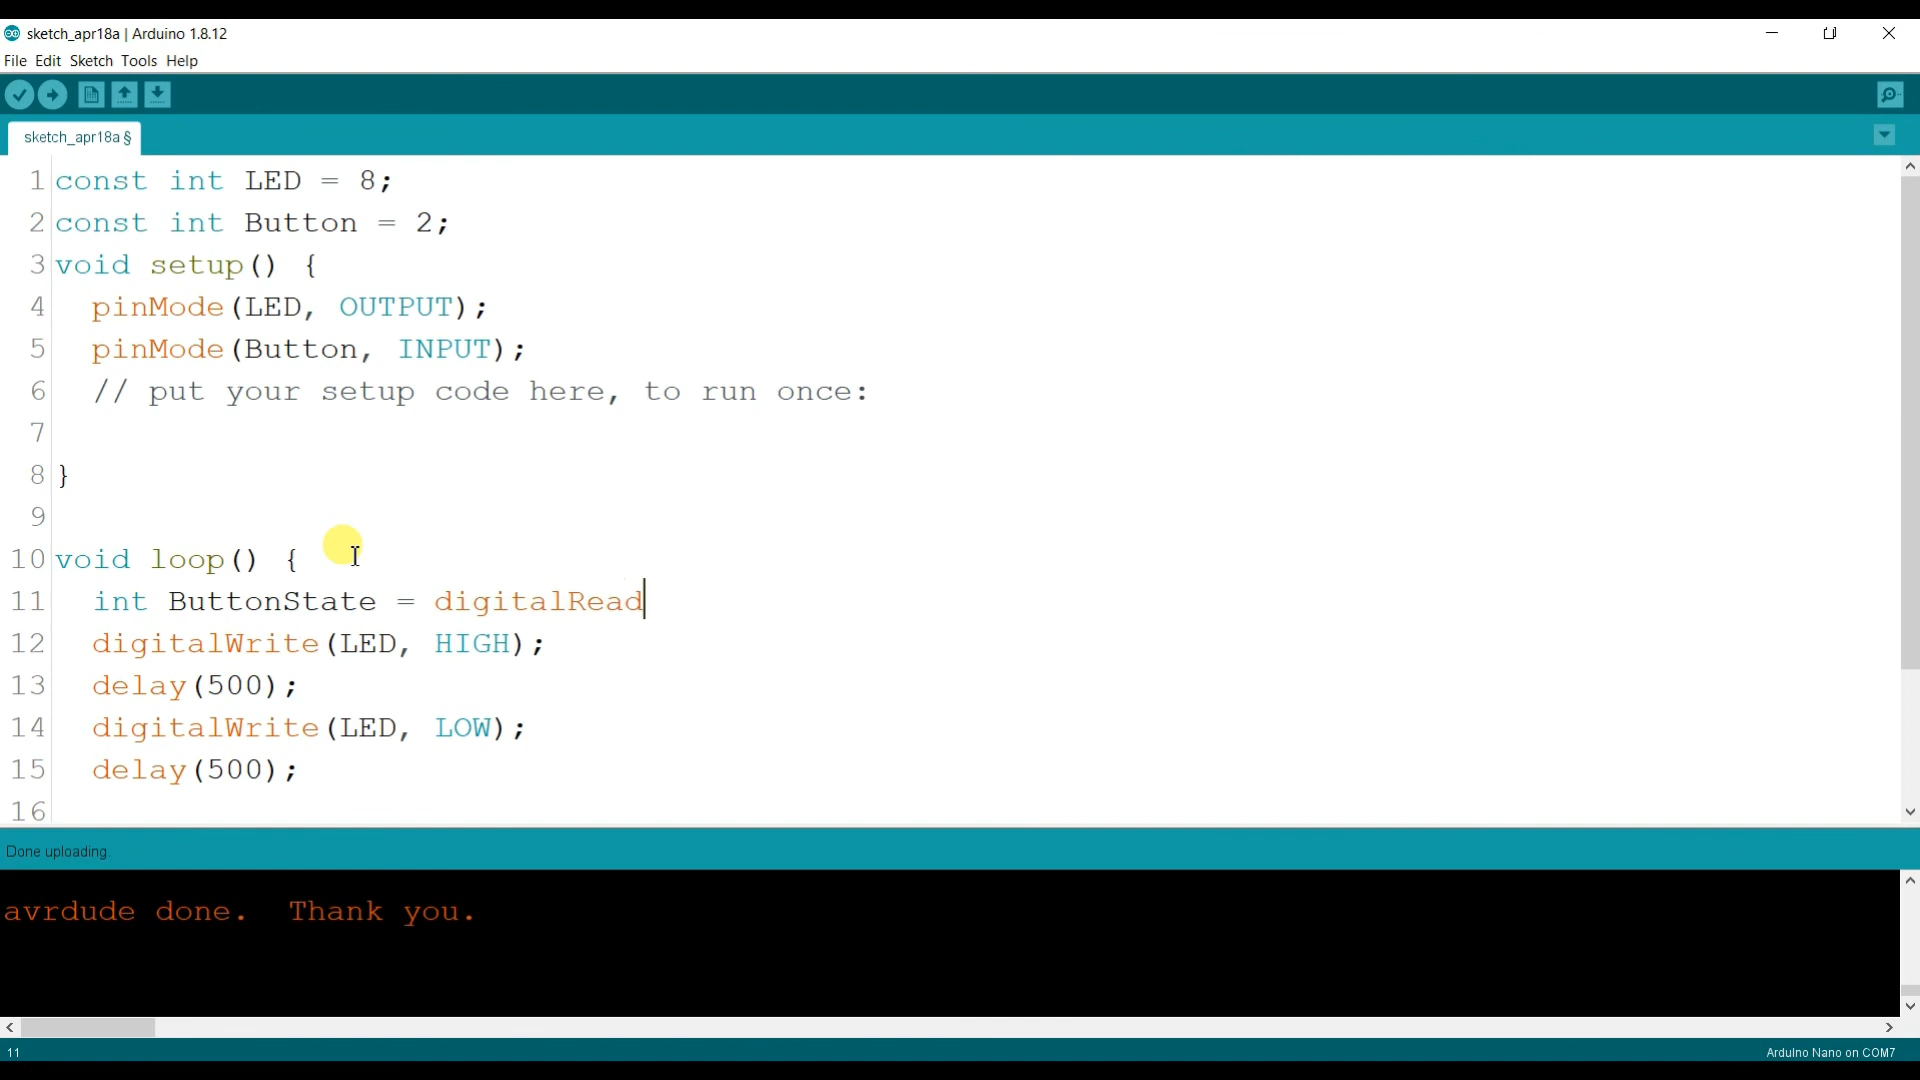 sketch_apr18a | Arduino 1.8.12
File Edit Sketch Tools Help
sketch_apr18a §
1 const int LED = 8;
2 const int Button = 2;
3 void setup() {
4 pinMode(LED, OUTPUT);
5 pinMode(Button, INPUT);
6 // put your setup code here, to run once:
7
8 }
9
10 void loop() {
11 int ButtonState = digitalRead
12 digitalWrite(LED, HIGH);
13 delay(500);
14 digitalWrite(LED, LOW);
15 delay(500);
16
Done uploading.
avrdude done. Thank you.
11
Arduino Nano on COM7